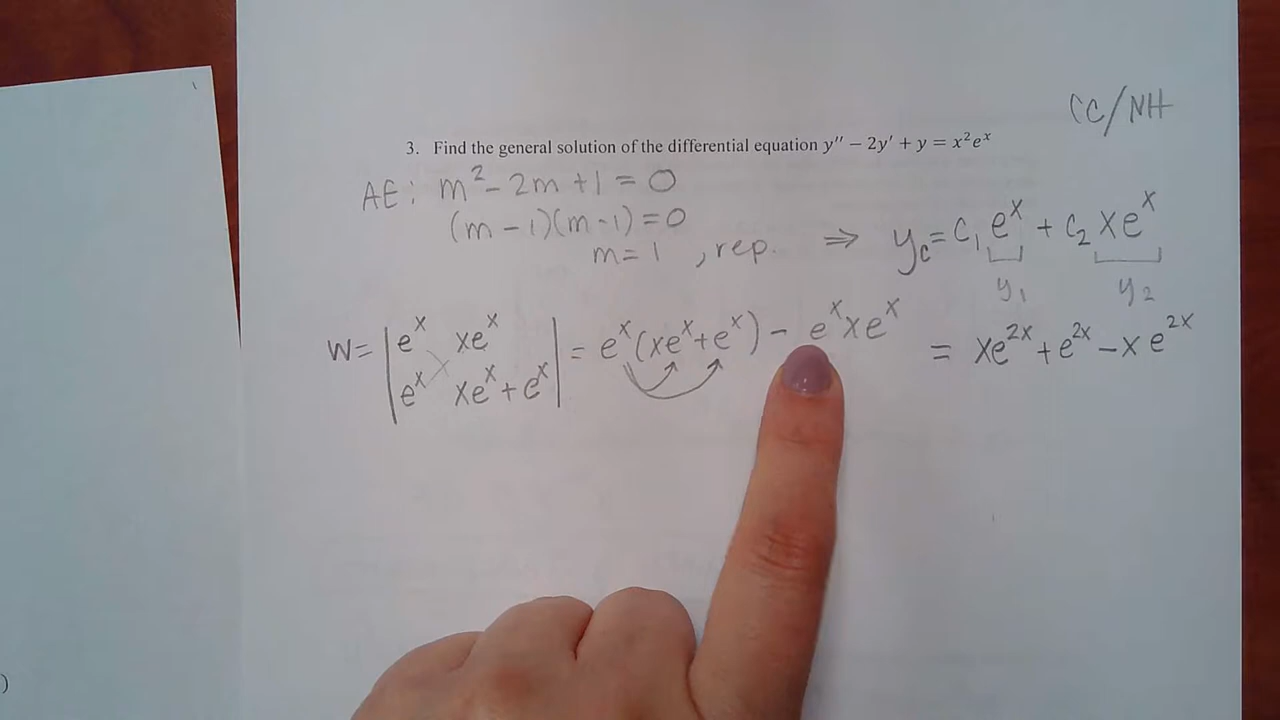 CC/NH
3. Find the general solution of the differential equation y″ − 2y′ + y = x²eˣ
AE: m² − 2m + 1 = 0
(m − 1)(m − 1) = 0
m = 1, rep. ⇒ y_c = c₁eˣ + c₂xeˣ
y₁ y₂
W = |eˣ xeˣ| = eˣ(xeˣ + eˣ) − eˣxeˣ = xe²ˣ + e²ˣ − xe²ˣ
|eˣ xeˣ + eˣ|
)